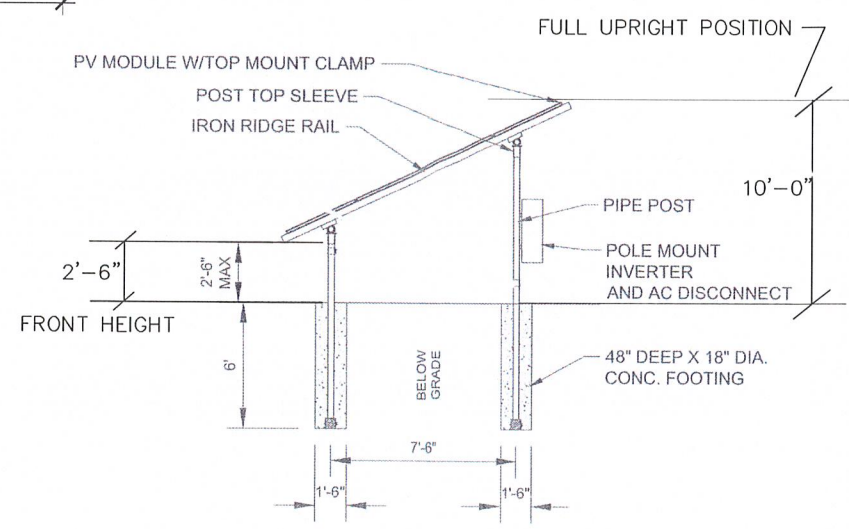 FULL UPRIGHT POSITION
PV MODULE W/TOP MOUNT CLAMP
POST TOP SLEEVE
IRON RIDGE RAIL
10'-0"
PIPE POST
2'-6"
2'-6"
MAX
POLE MOUNT
INVERTER
AND AC DISCONNECT
FRONT HEIGHT
6'
BELOW
GRADE
48" DEEP X 18" DIA.
CONC. FOOTING
7'-6"
1'-6"
1'-6"